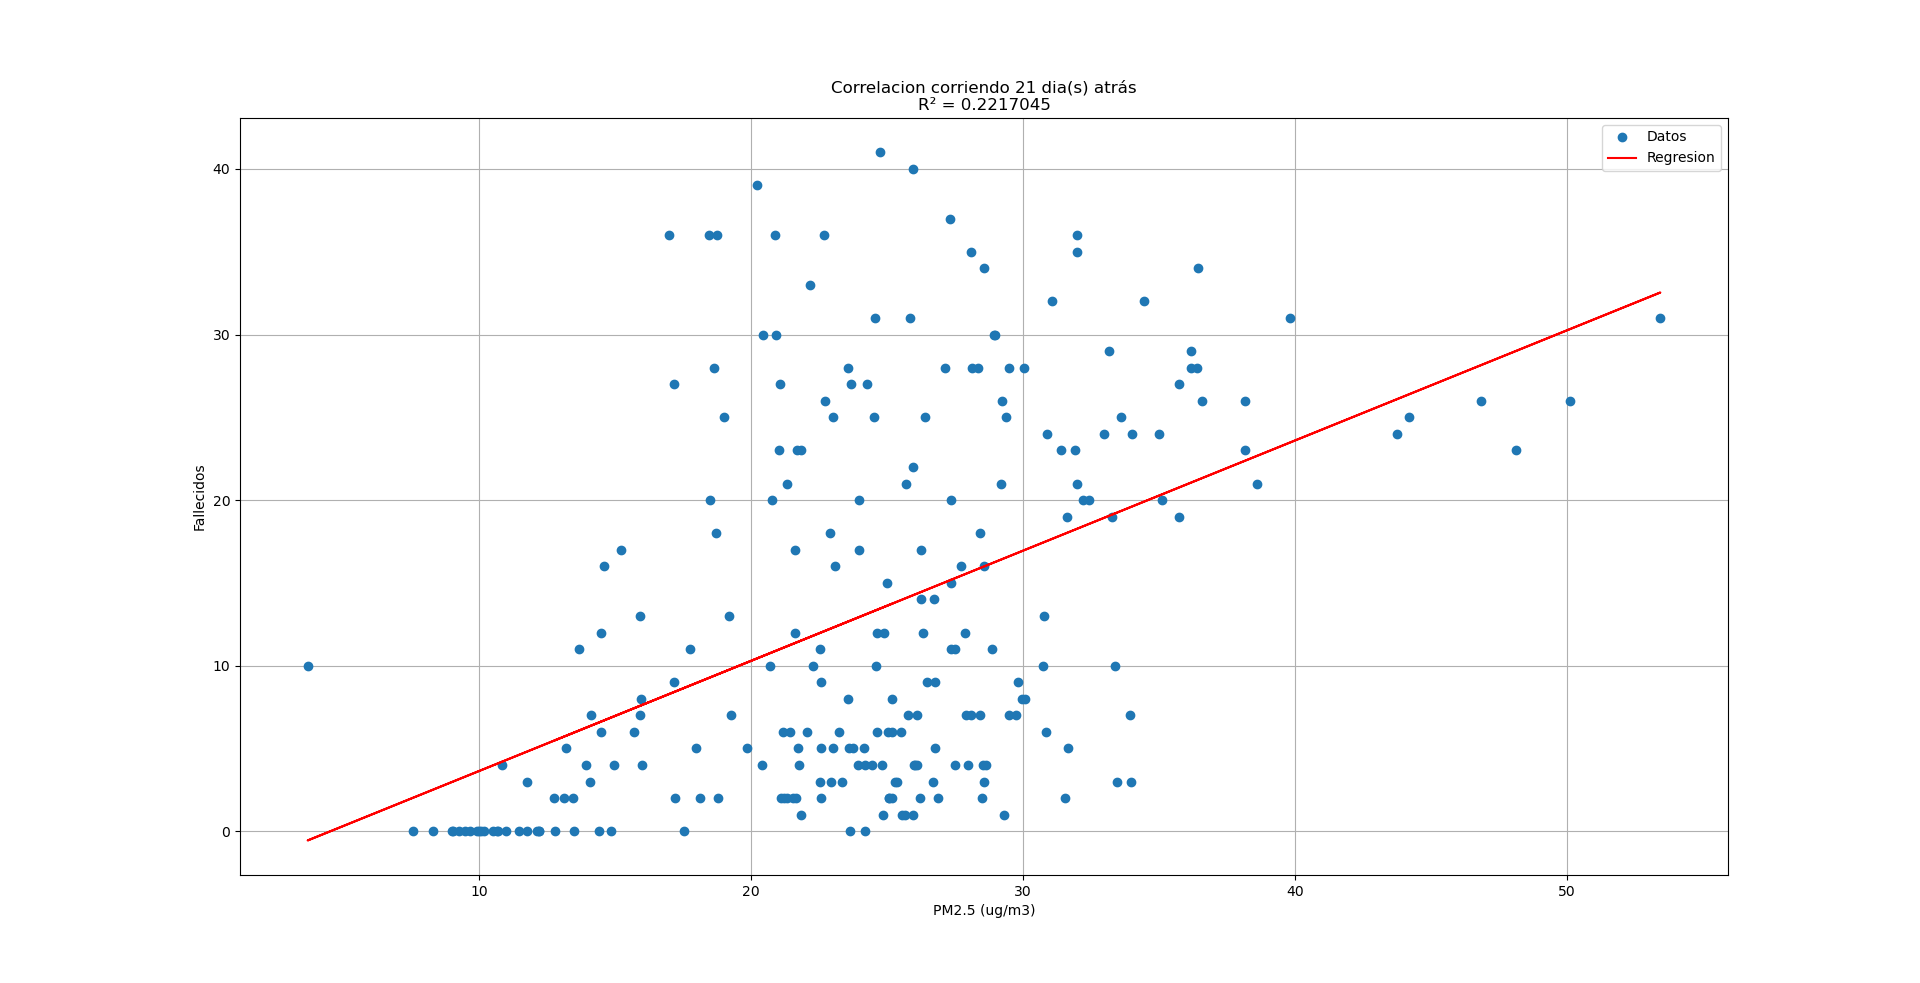 Correlacion corriendo 21 dia(s) atrás
R² = 0.2217045
Datos
Regresion
40
30
20
10
0
Fallecidos
10
20
30
40
50
PM2.5 (ug/m3)